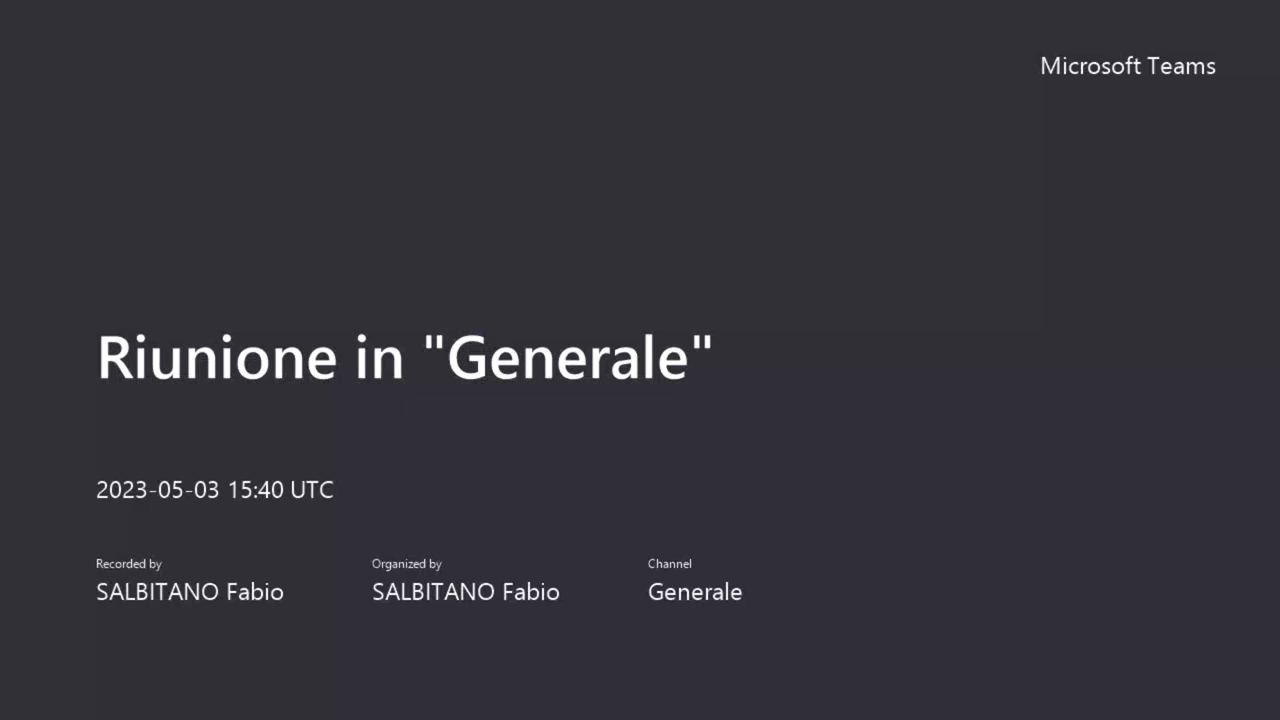 Microsoft Teams
Riunione in "Generale"
2023-05-03 15:40 UTC
Recorded by
SALBITANO Fabio
Organized by
SALBITANO Fabio
Channel
Generale